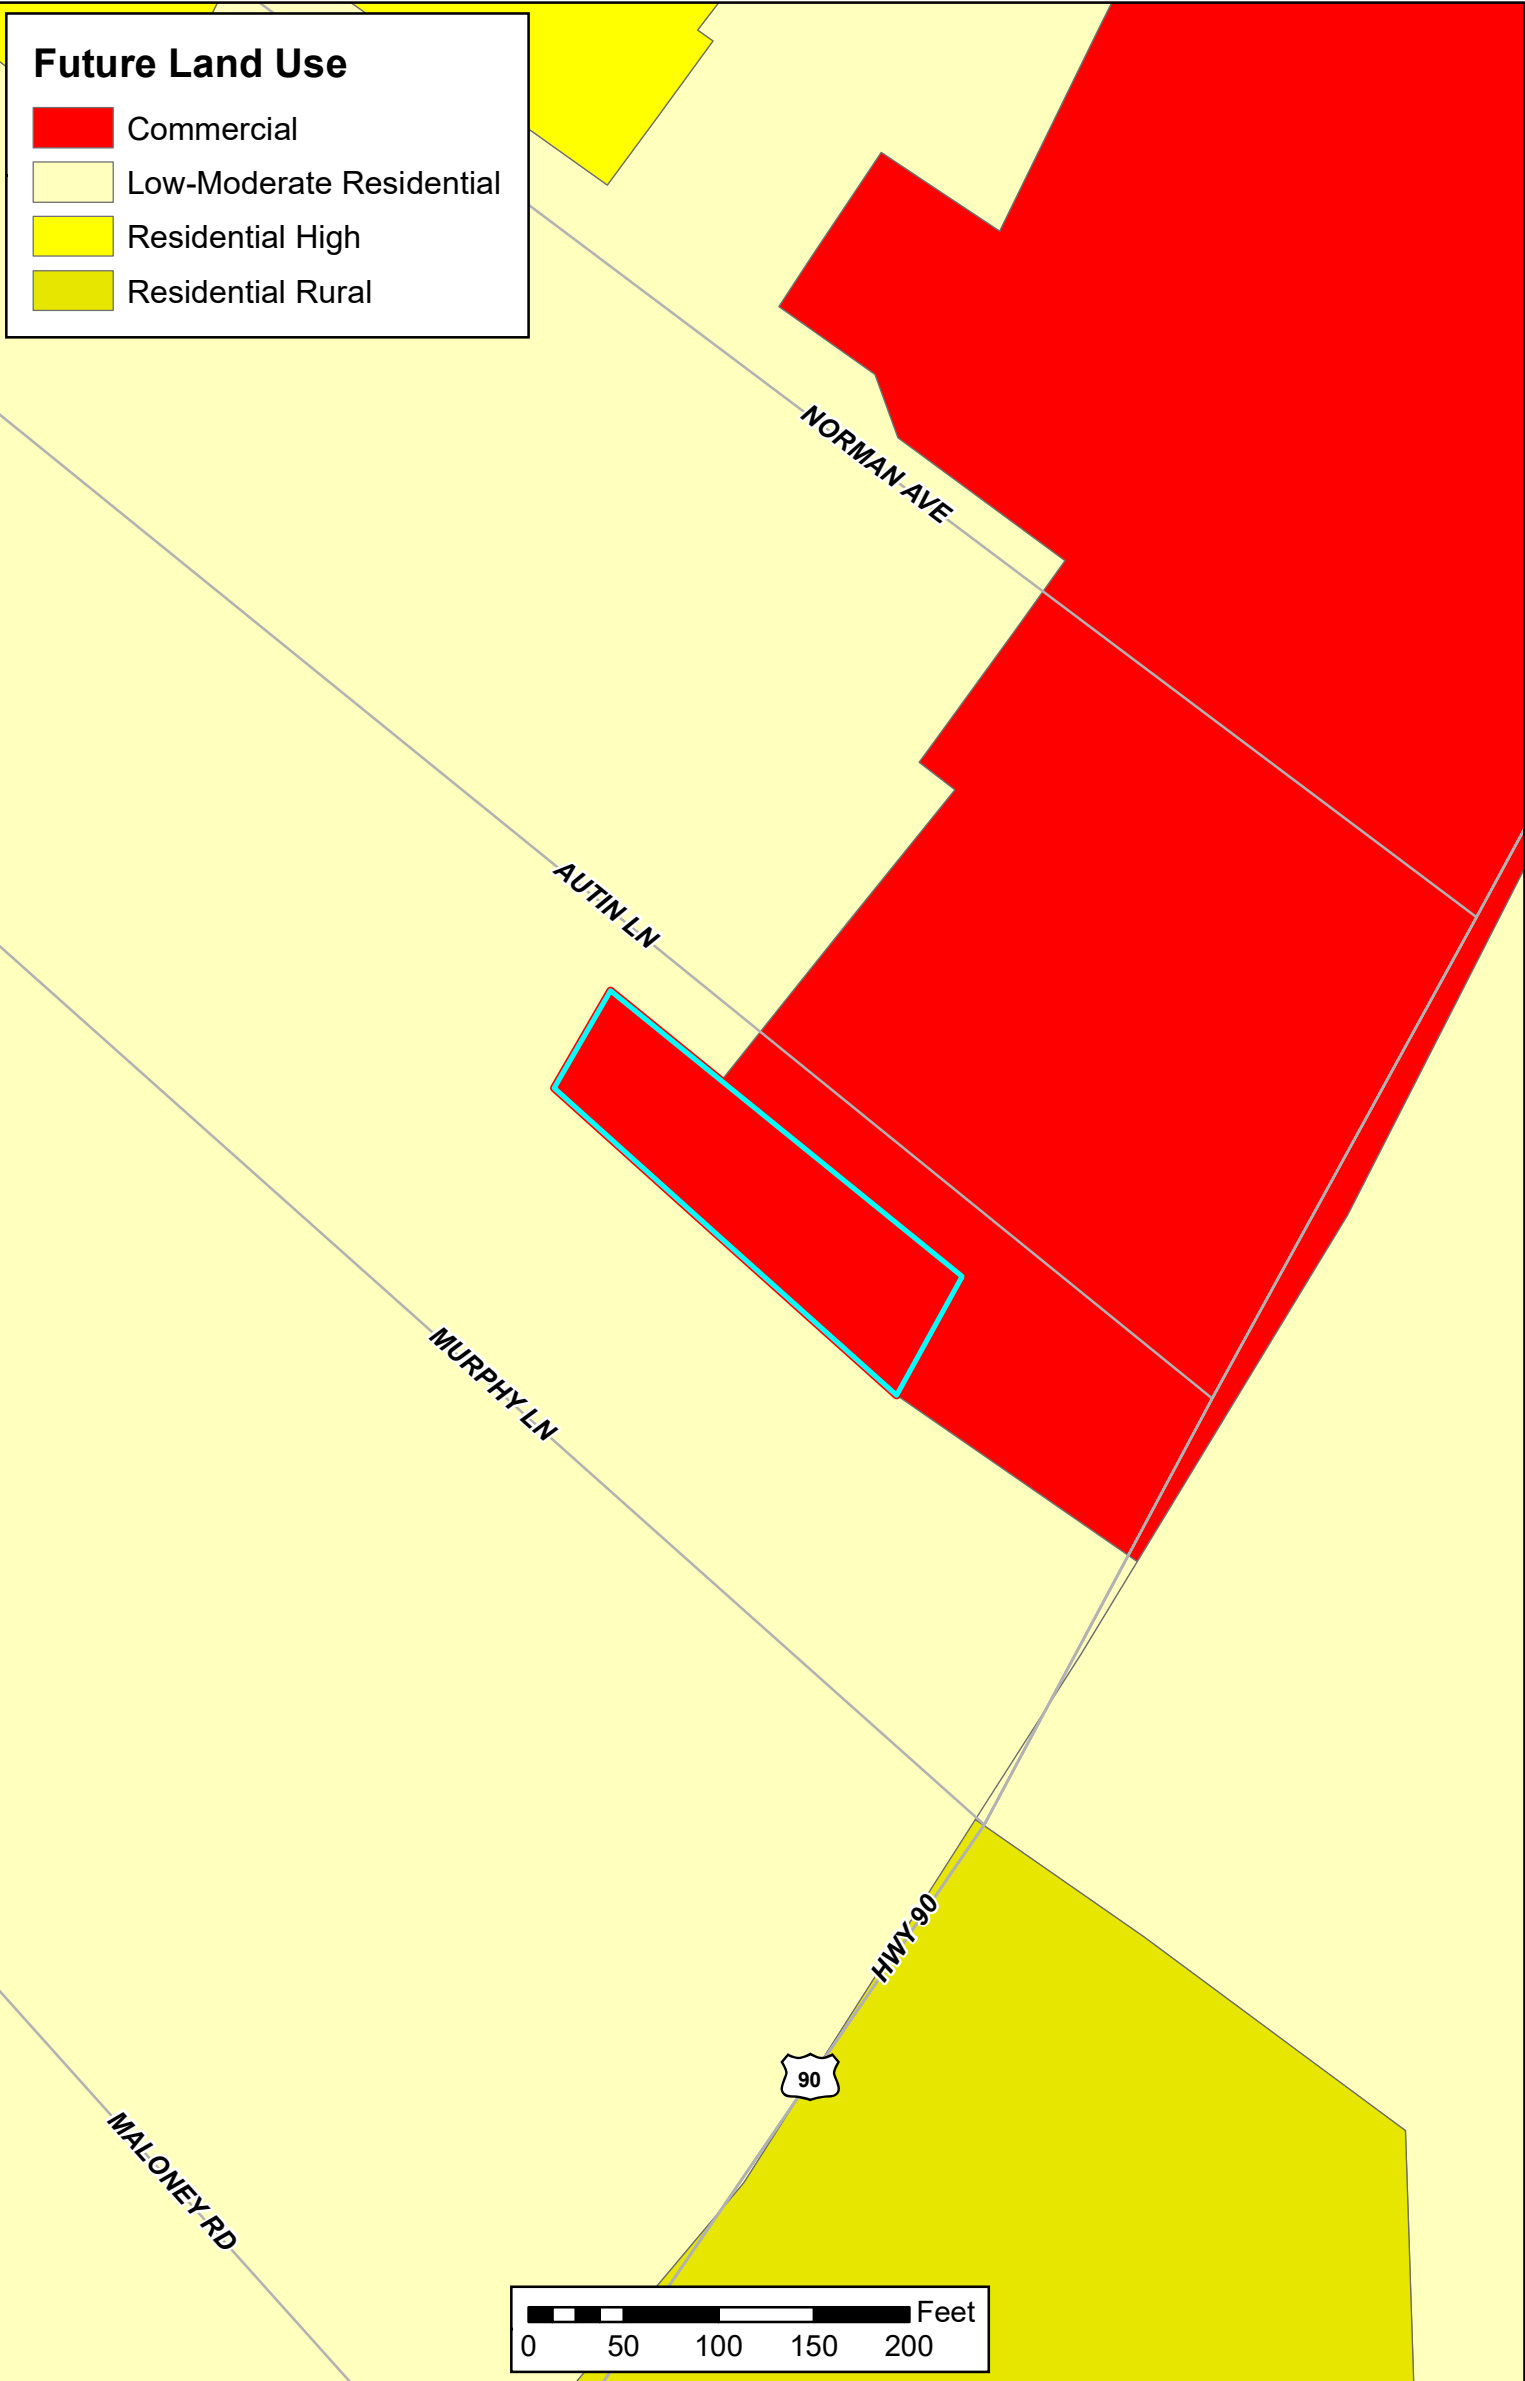 Future Land Use
Commercial
Low-Moderate Residential
Residential High
Residential Rural
NORMAN AVE
AUTIN LN
MURPHY LN
HWY 90
90
MALONEY RD
Feet
0 50 100 150 200